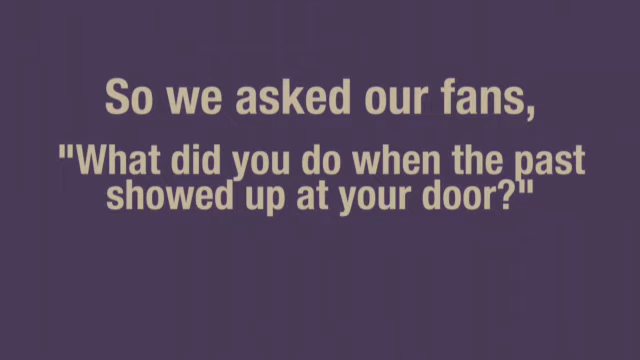 So we asked our fans,
"What did you do when the past
showed up at your door?"